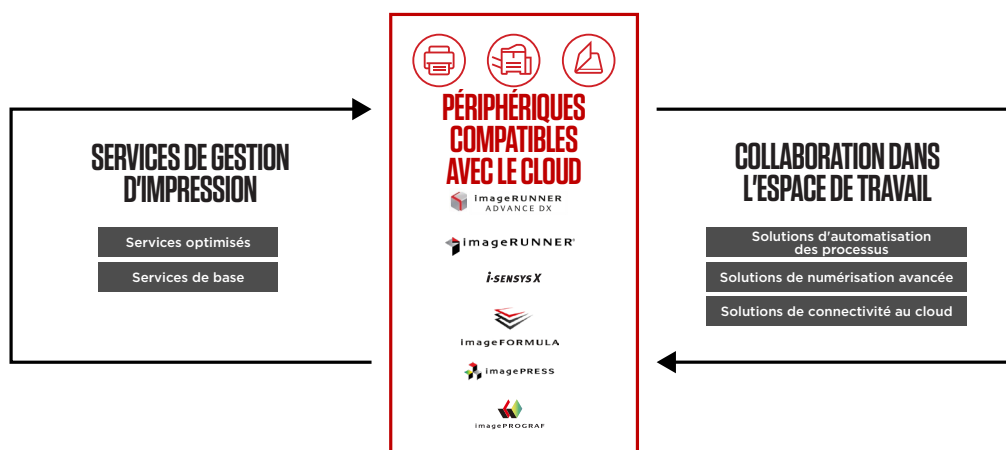 SERVICES DE GESTION
D'IMPRESSION
Services optimisés
Services de base
PÉRIPHÉRIQUES
COMPATIBLES
AVEC LE CLOUD
imageRUNNER
ADVANCE DX
imageRUNNER®
i-SENSYS X
imageFORMULA
imagePRESS
imagePROGRAF
COLLABORATION DANS
L'ESPACE DE TRAVAIL
Solutions d'automatisation
des processus
Solutions de numérisation avancée
Solutions de connectivité au cloud